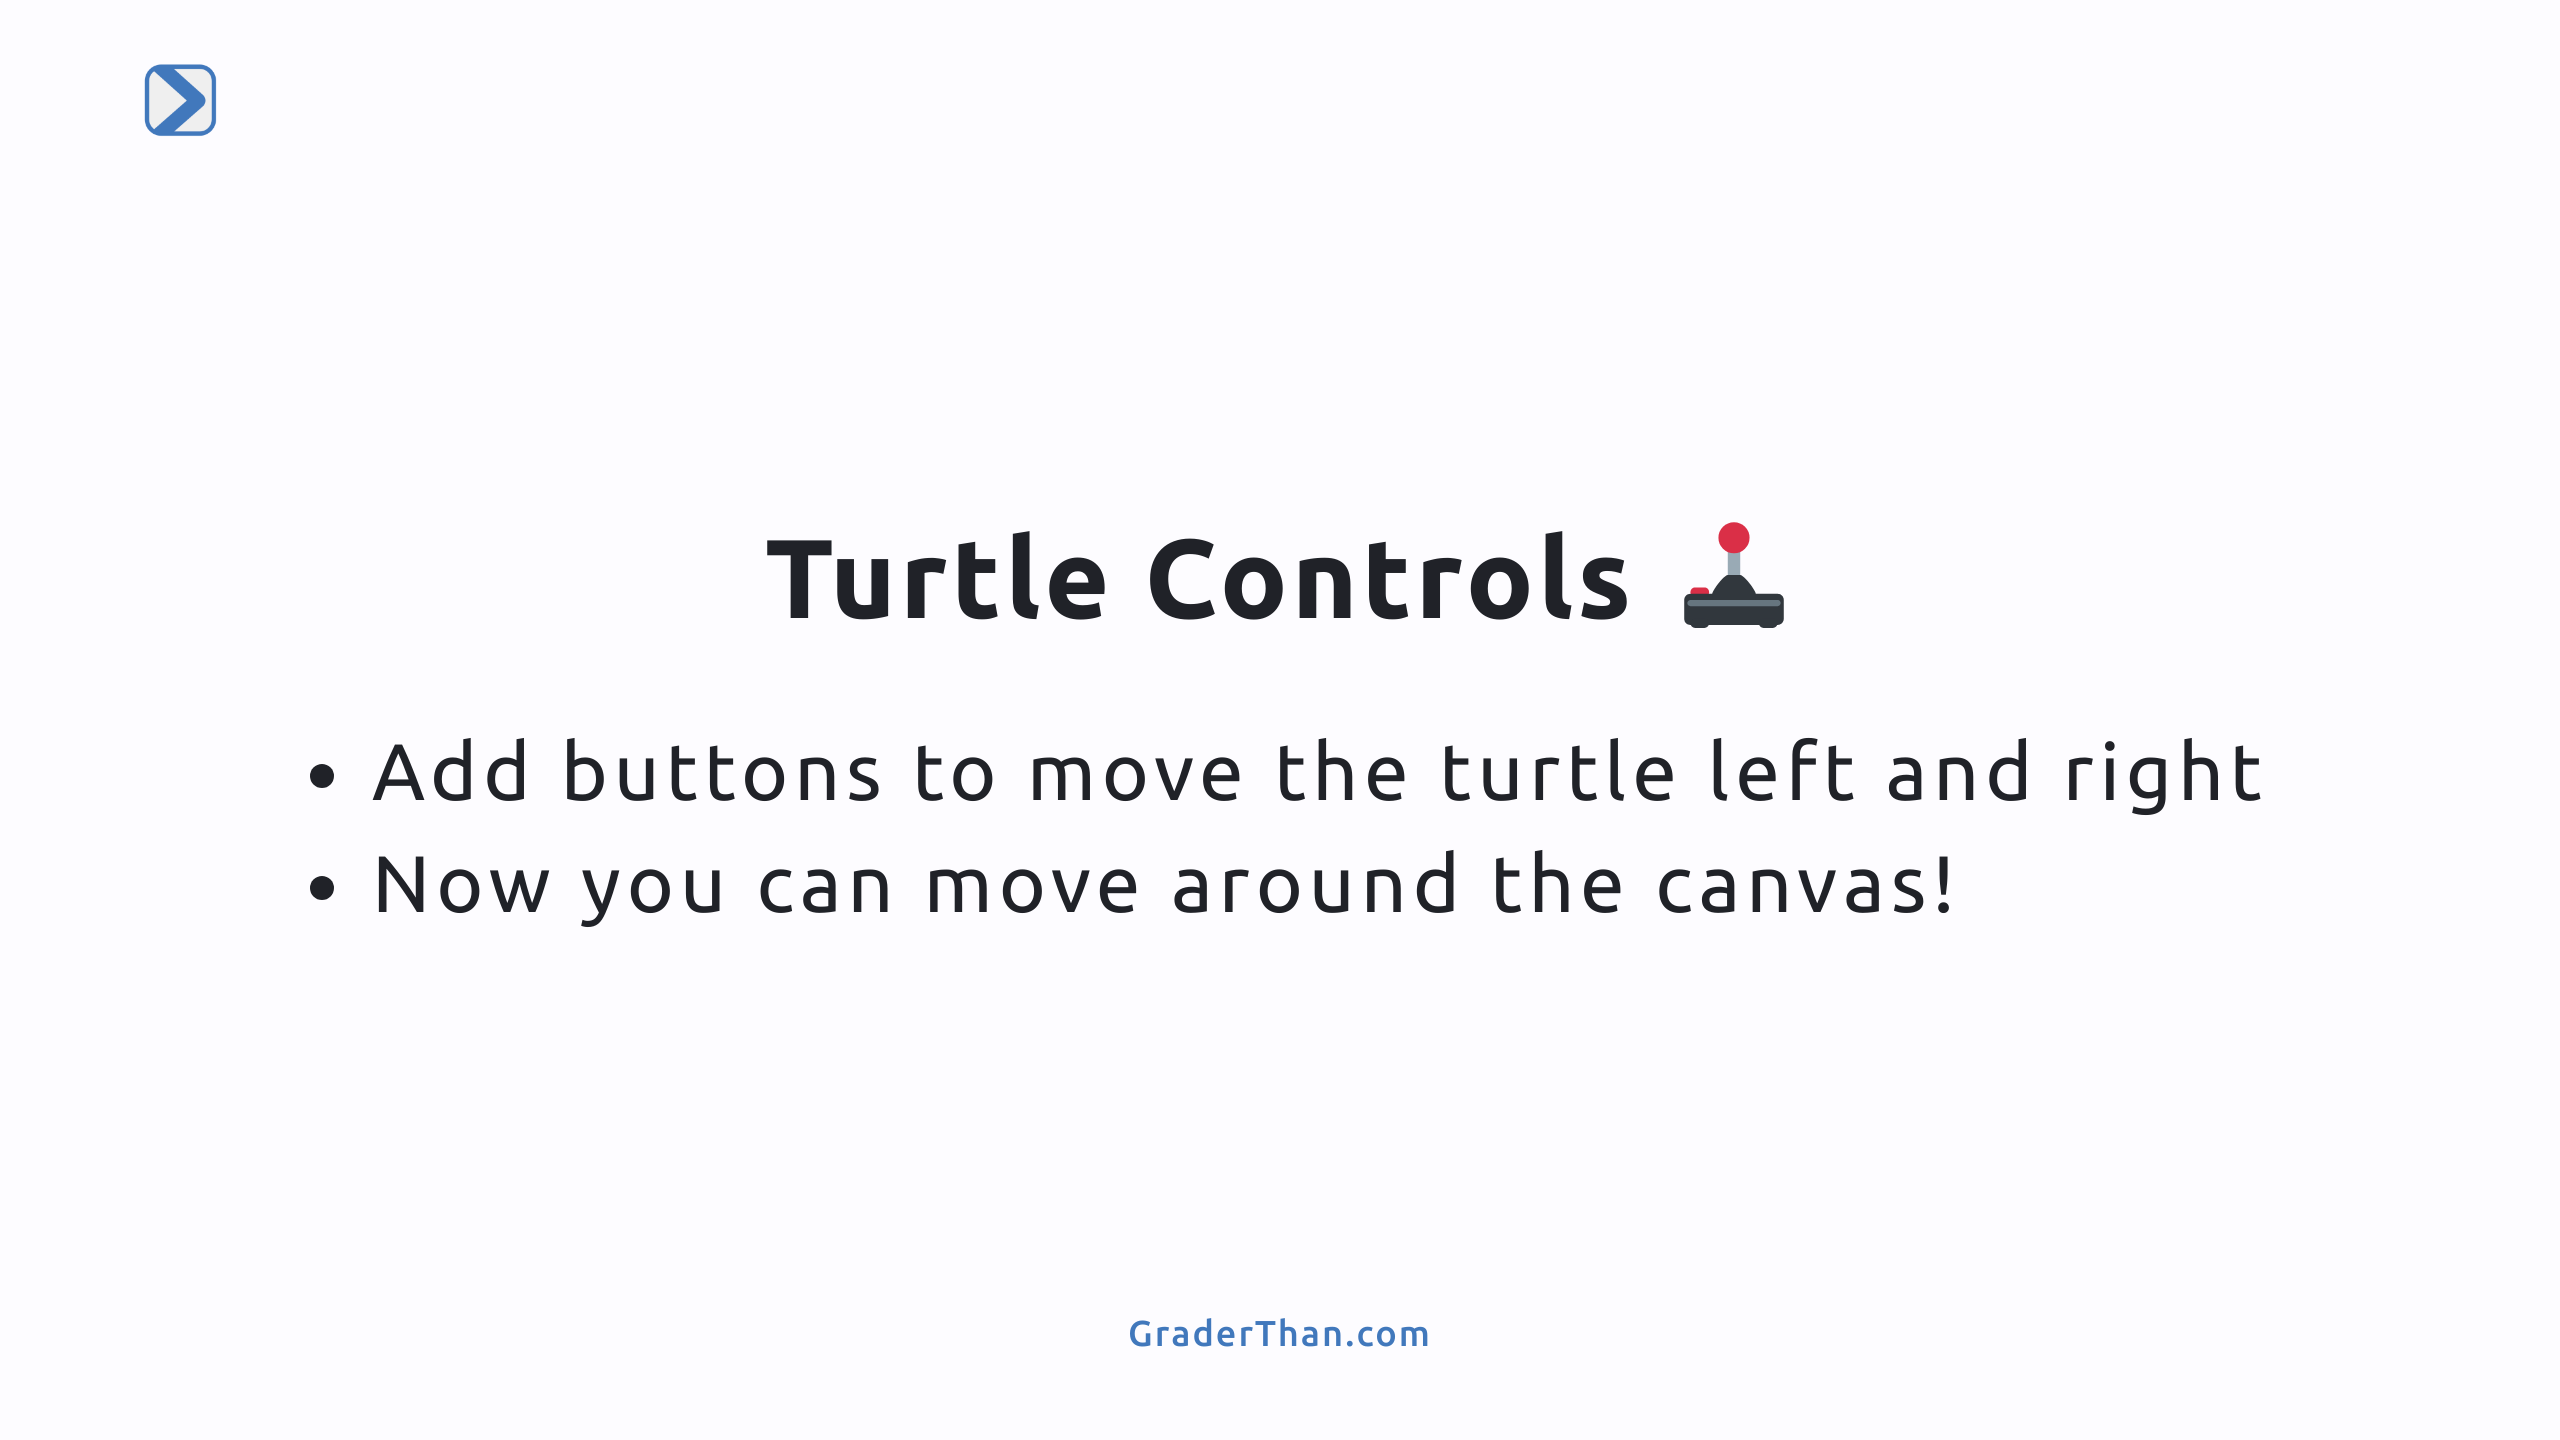 Turtle Controls 🕹️
• Add buttons to move the turtle left and right
• Now you can move around the canvas!
GraderThan.com